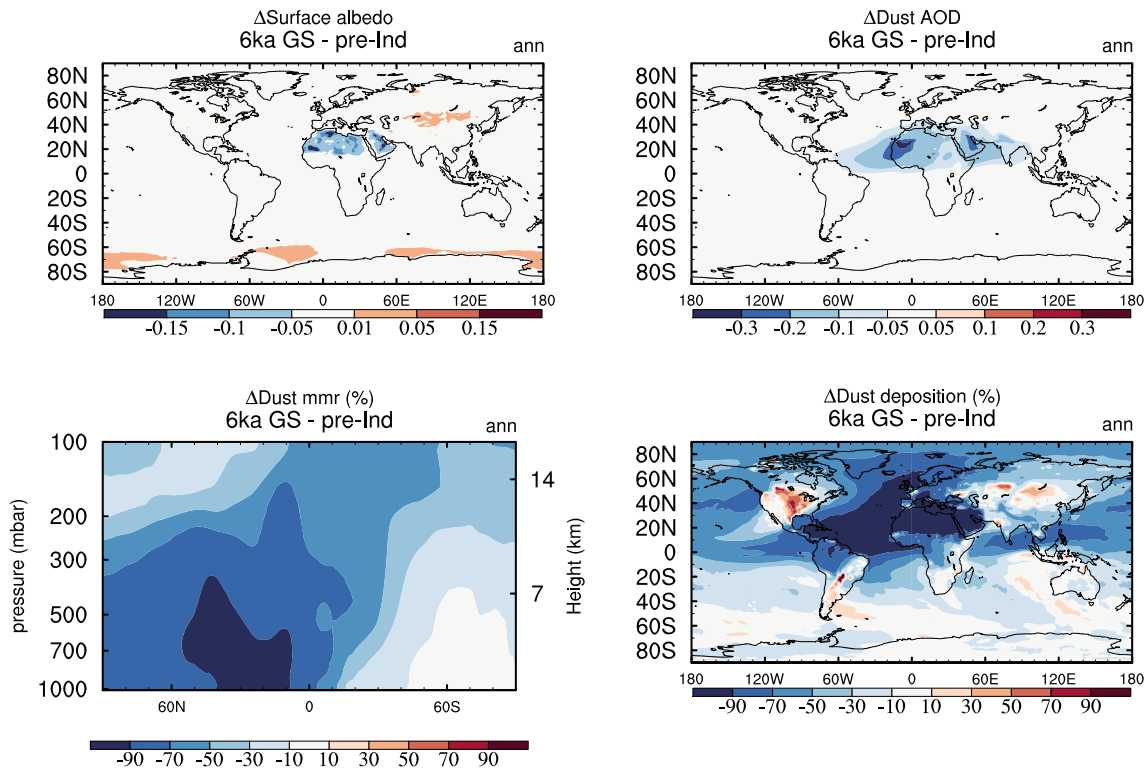 ΔSurface albedo
6ka GS - pre-Ind
ann
80N
60N
40N
20N
0
20S
40S
60S
80S
180 120W 60W 0 60E 120E 180
-0.15 -0.1 -0.05 0.01 0.05 0.15
ΔDust AOD
6ka GS - pre-Ind
ann
80N
60N
40N
20N
0
20S
40S
60S
80S
180 120W 60W 0 60E 120E 180
-0.3 -0.2 -0.1 -0.05 0.05 0.1 0.2 0.3
ΔDust mmr (%)
6ka GS - pre-Ind
ann
pressure (mbar)
100
200
300
500
700
1000
14
7
Height (km)
60N 0 60S
-90 -70 -50 -30 -10 10 30 50 70 90
ΔDust deposition (%)
6ka GS - pre-Ind
ann
80N
60N
40N
20N
0
20S
40S
60S
80S
180 120W 60W 0 60E 120E 180
-90 -70 -50 -30 -10 10 30 50 70 90